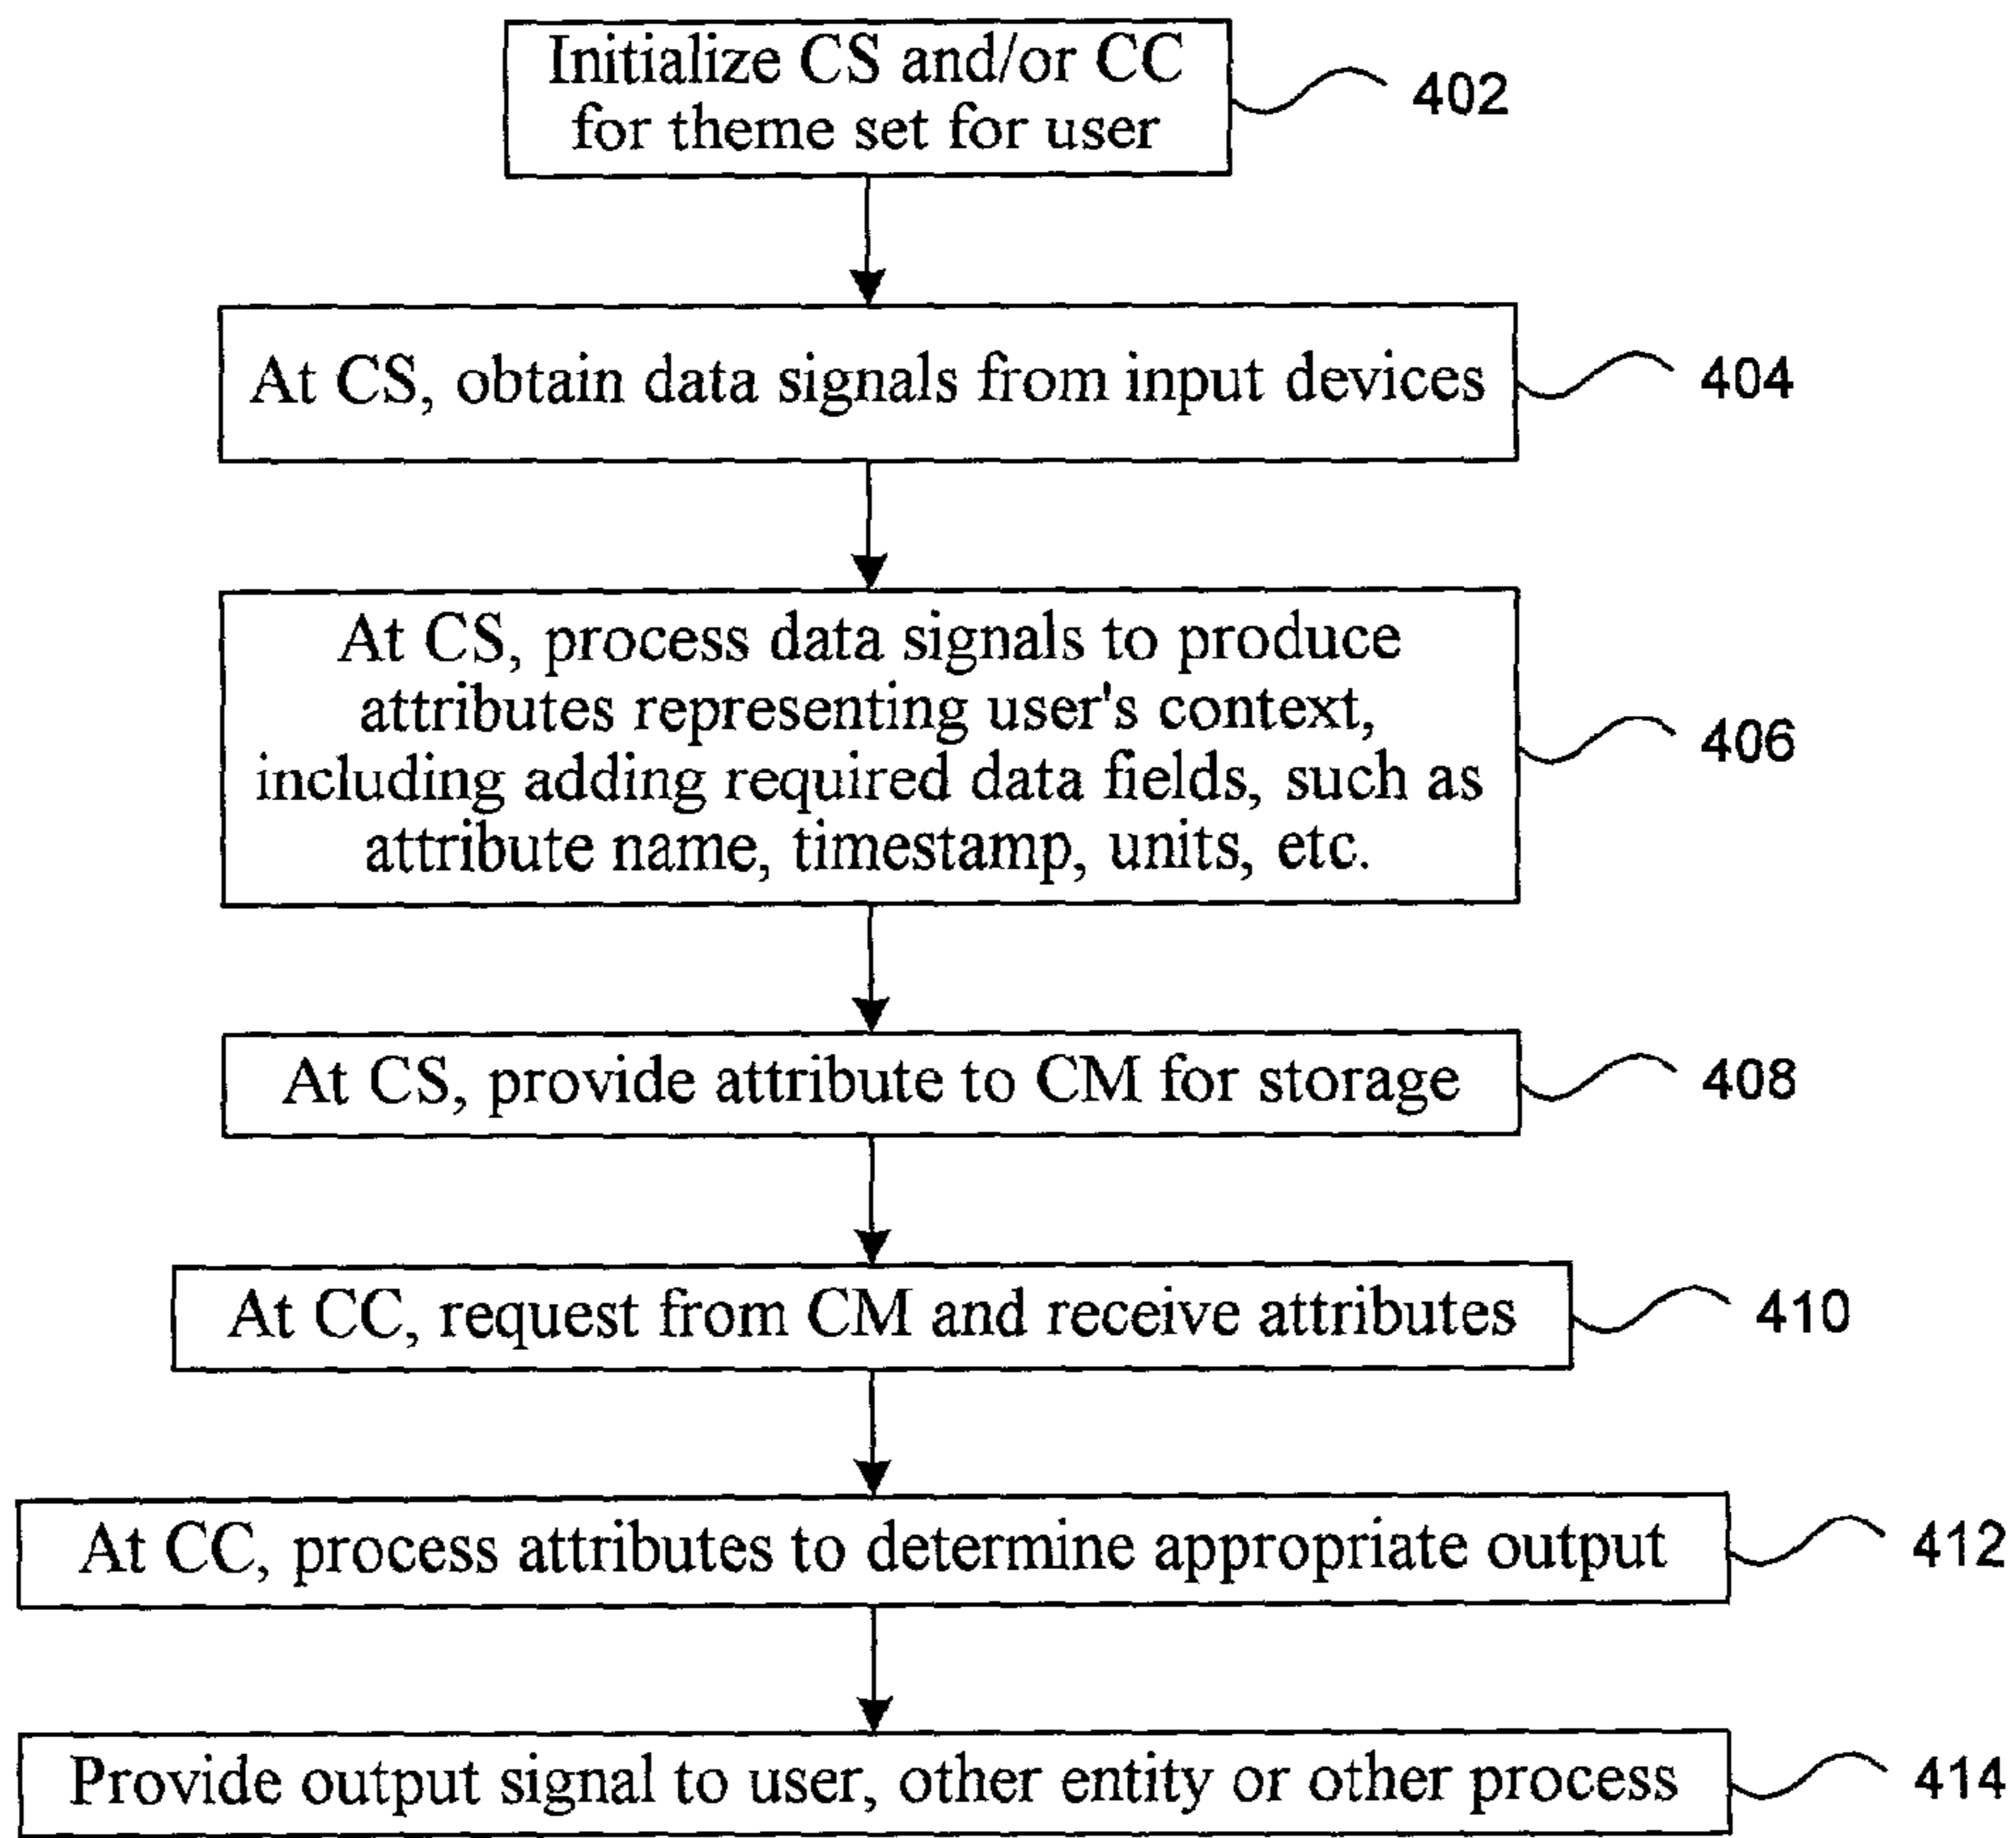 Initialize CS and/or CC
for theme set for user
402
At CS, obtain data signals from input devices
404
At CS, process data signals to produce
attributes representing user's context,
including adding required data fields, such as
attribute name, timestamp, units, etc.
406
At CS, provide attribute to CM for storage
408
At CC, request from CM and receive attributes
410
At CC, process attributes to determine appropriate output
412
Provide output signal to user, other entity or other process
414